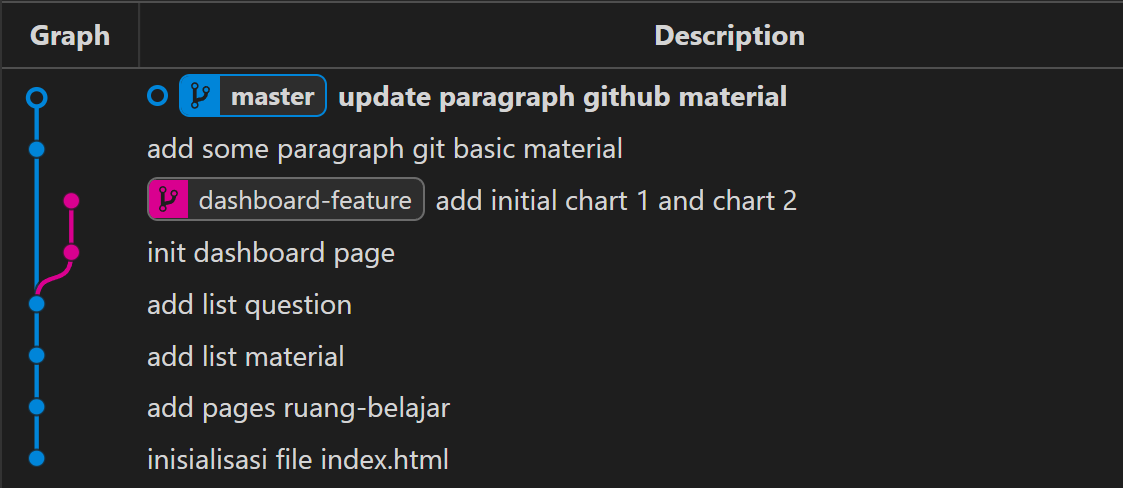 Graph Description
master update paragraph github material
add some paragraph git basic material
dashboard-feature add initial chart 1 and chart 2
init dashboard page
add list question
add list material
add pages ruang-belajar
inisialisasi file index.html